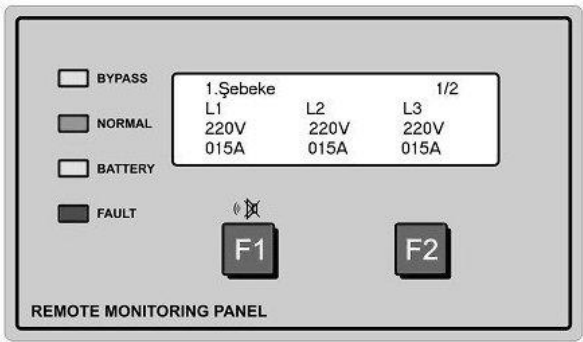 BYPASS
NORMAL
BATTERY
FAULT
1.Şebeke 1/2
L1 L2 L3
220V 220V 220V
015A 015A 015A
F1 F2
REMOTE MONITORING PANEL